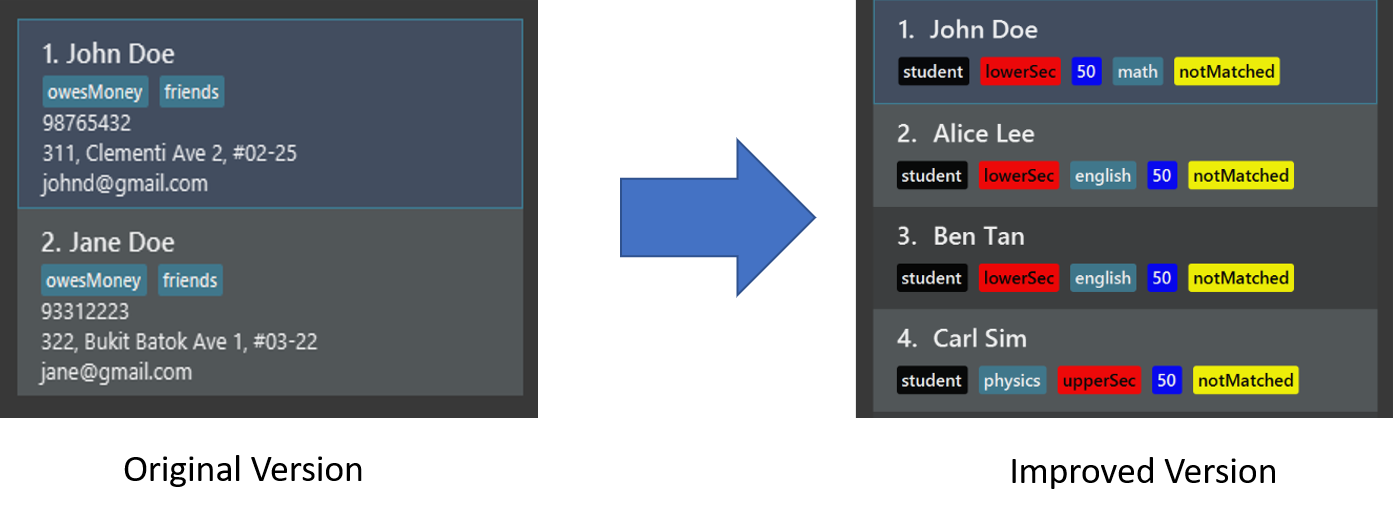 1. John Doe
owesMoney friends
98765432
311, Clementi Ave 2, #02-25
johnd@gmail.com
2. Jane Doe
owesMoney friends
93312223
322, Bukit Batok Ave 1, #03-22
jane@gmail.com
Original Version
1. John Doe
student lowerSec 50 math notMatched
2. Alice Lee
student lowerSec english 50 notMatched
3. Ben Tan
student lowerSec english 50 notMatched
4. Carl Sim
student physics upperSec 50 notMatched
Improved Version